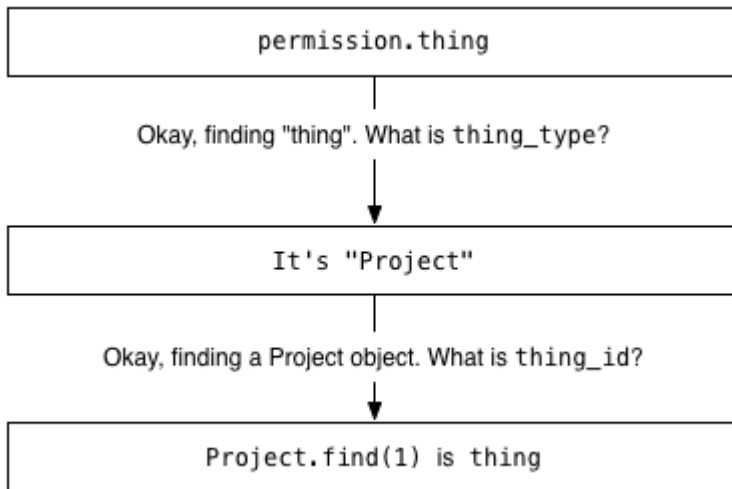 permission.thing
Okay, finding "thing". What is thing_type?
It's "Project"
Okay, finding a Project object. What is thing_id?
Project.find(1) is thing